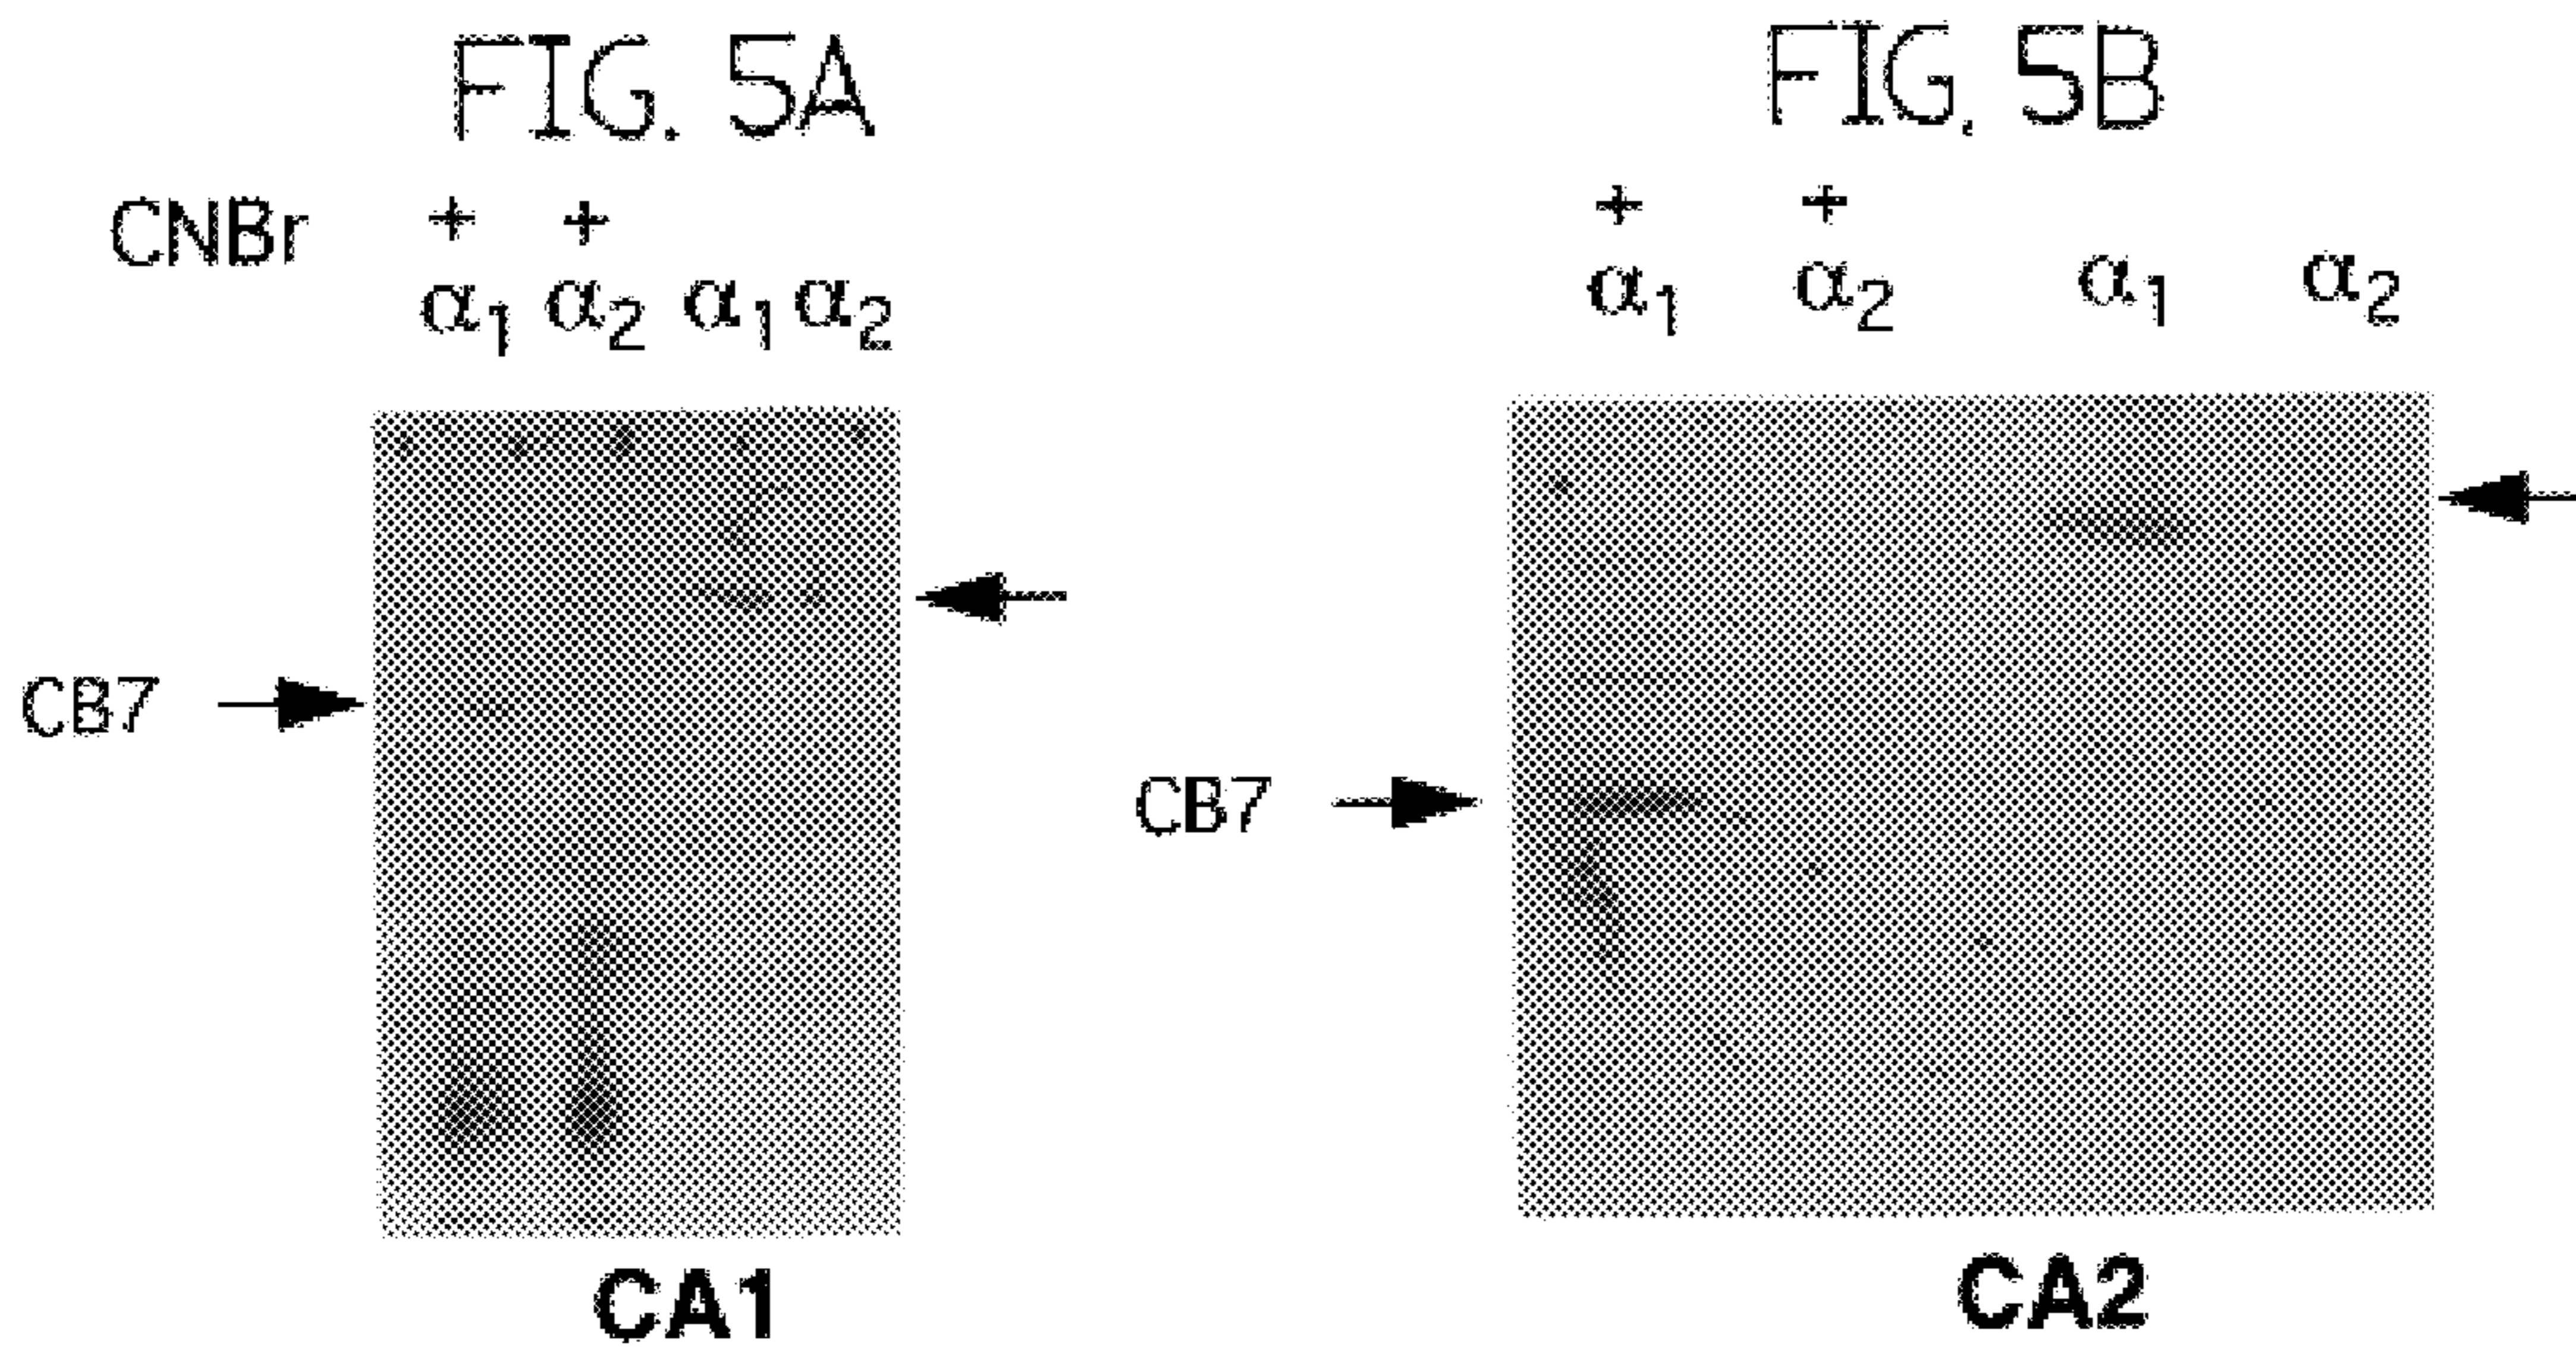 FIG. 5A
CNBr + +
α1 α2 α1 α2
CB7
CA1
FIG. 5B
+ +
α1 α2 α1 α2
CB7
CA2